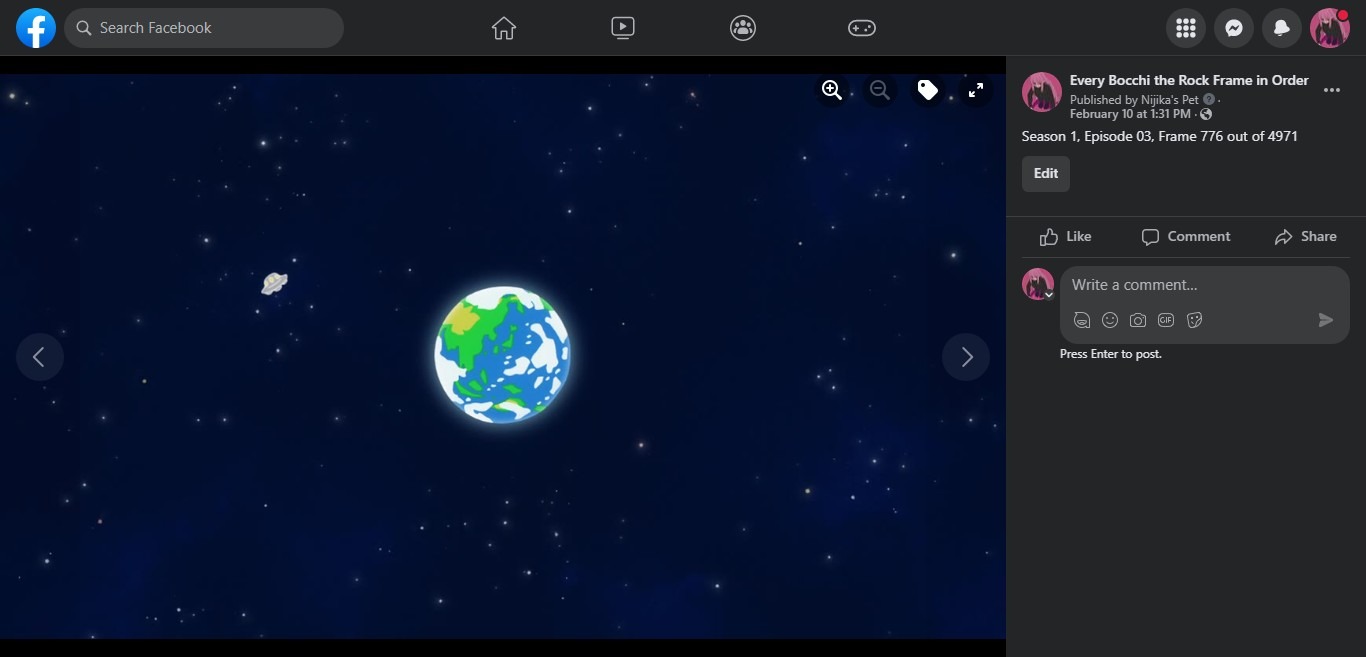 Search Facebook
Every Bocchi the Rock Frame in Order
Published by Nijika's Pet ? ·
February 10 at 1:31 PM ·
Season 1, Episode 03, Frame 776 out of 4971
Edit
Like Comment Share
Write a comment…
GIF
Press Enter to post.